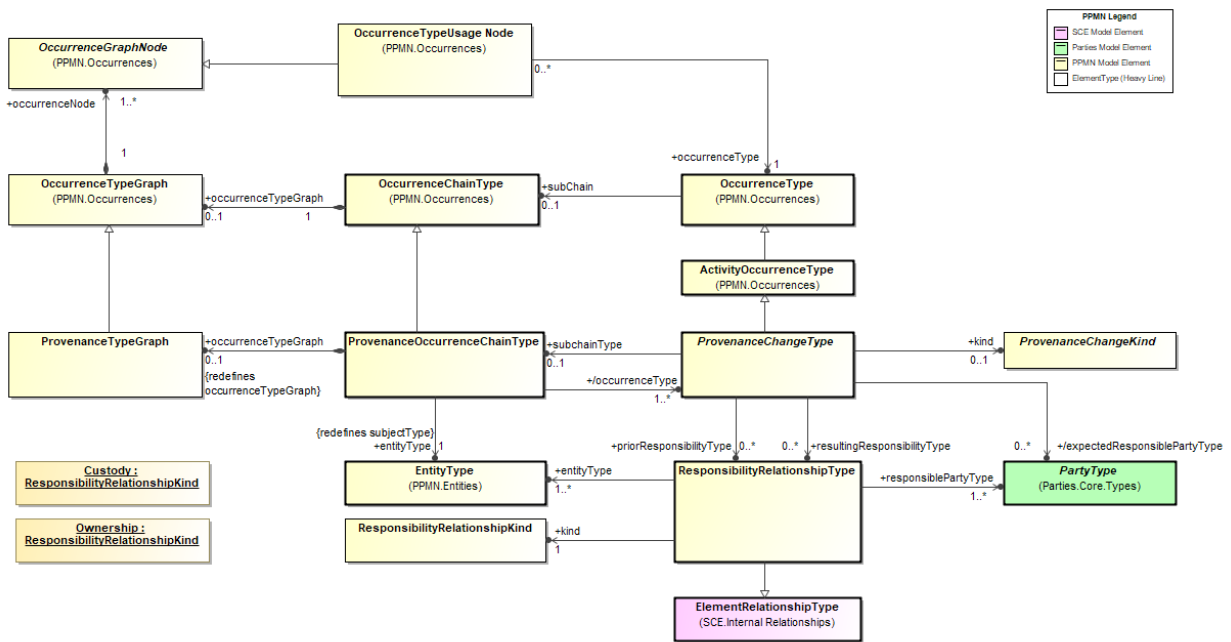 OccurrenceGraphNode
(PPMN.Occurrences)
OccurrenceTypeUsage Node
(PPMN.Occurrences)
PPMN Legend
SCE Model Element
Parties Model Element
PPMN Model Element
ElementType (Heavy Line)
0..*
+occurrenceNode
1..*
1
+occurrenceType
1
OccurrenceTypeGraph
(PPMN.Occurrences)
+occurrenceTypeGraph
0..1
1
OccurrenceChainType
(PPMN.Occurrences)
+subChain
0..1
OccurrenceType
(PPMN.Occurrences)
ActivityOccurrenceType
(PPMN.Occurrences)
ProvenanceTypeGraph
+occurrenceTypeGraph
0..1
{redefines
occurrenceTypeGraph}
ProvenanceOccurrenceChainType
+subchainType
0..1
+/occurrenceType
1..*
ProvenanceChangeType
+kind
0..1
ProvenanceChangeKind
{redefines subjectType}
1
+entityType
+priorResponsibilityType
0..*
0..*
+resultingResponsibilityType
0..*
+/expectedResponsiblePartyType
Custody :
ResponsibilityRelationshipKind
EntityType
(PPMN.Entities)
+entityType
1..*
ResponsibilityRelationshipType
+responsiblePartyType
1..*
PartyType
(Parties.Core.Types)
Ownership :
ResponsibilityRelationshipKind
ResponsibilityRelationshipKind
+kind
1
ElementRelationshipType
(SCE.Internal Relationships)